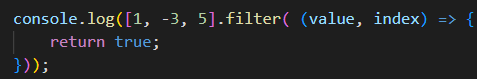 console.log([1, -3, 5].filter( (value, index) => {
    return true;
}));